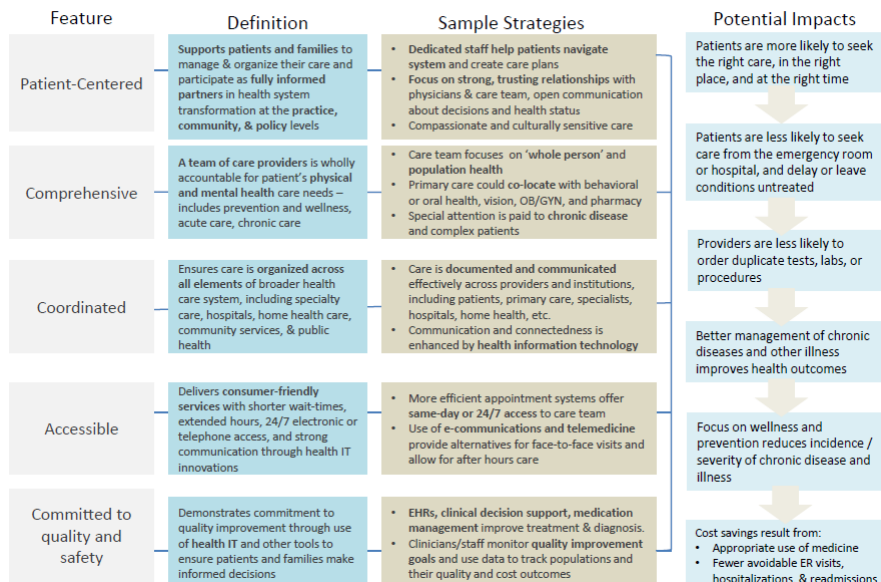 Feature
Definition
Sample Strategies
Potential Impacts
Patient-Centered
Supports patients and families to
manage & organize their care and
participate as fully informed
partners in health system
transformation at the practice,
community, & policy levels
• Dedicated staff help patients navigate
system and create care plans
• Focus on strong, trusting relationships with
physicians & care team, open communication
about decisions and health status
• Compassionate and culturally sensitive care
Comprehensive
A team of care providers is wholly
accountable for patient's physical
and mental health care needs –
includes prevention and wellness,
acute care, chronic care
• Care team focuses on 'whole person' and
population health
• Primary care could co-locate with behavioral
or oral health, vision, OB/GYN, and pharmacy
• Special attention is paid to chronic disease
and complex patients
Coordinated
Ensures care is organized across
all elements of broader health
care system, including specialty
care, hospitals, home health care,
community services, & public
health
• Care is documented and communicated
effectively across providers and institutions,
including patients, primary care, specialists,
hospitals, home health, etc.
• Communication and connectedness is
enhanced by health information technology
Accessible
Delivers consumer-friendly
services with shorter wait-times,
extended hours, 24/7 electronic or
telephone access, and strong
communication through health IT
innovations
• More efficient appointment systems offer
same-day or 24/7 access to care team
• Use of e-communications and telemedicine
provide alternatives for face-to-face visits and
allow for after hours care
Committed to
quality and
safety
Demonstrates commitment to
quality improvement through use
of health IT and other tools to
ensure patients and families make
informed decisions
• EHRs, clinical decision support, medication
management improve treatment & diagnosis.
• Clinicians/staff monitor quality improvement
goals and use data to track populations and
their quality and cost outcomes
Patients are more likely to seek
the right care, in the right
place, and at the right time
Patients are less likely to seek
care from the emergency room
or hospital, and delay or leave
conditions untreated
Providers are less likely to
order duplicate tests, labs, or
procedures
Better management of chronic
diseases and other illness
improves health outcomes
Focus on wellness and
prevention reduces incidence /
severity of chronic disease and
illness
Cost savings result from:
• Appropriate use of medicine
• Fewer avoidable ER visits,
hospitalizations, & readmissions